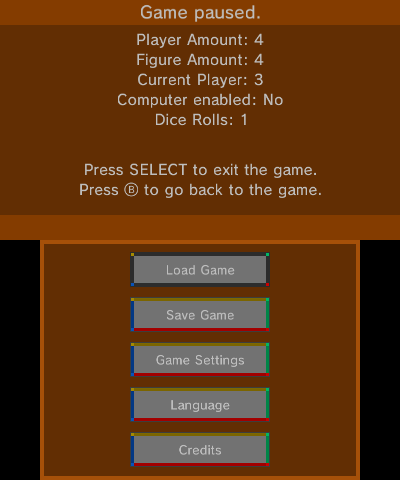 Game paused.
Player Amount: 4
Figure Amount: 4
Current Player: 3
Computer enabled: No
Dice Rolls: 1
Press SELECT to exit the game.
Press Ⓑ to go back to the game.
Load Game
Save Game
Game Settings
Language
Credits